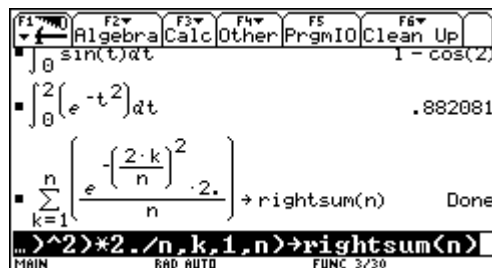 F1 F2 F3 F4 F5 F6
Algebra Calc Other PrgmIO Clean Up
∫0 sin(t)dt 1 - cos(2)
∫0^2(e^-t^2)dt .882081
∑k=1^n(e^-(2·k/n)^2·2./n) → rightsum(n) Done
…)^2)*2./n,k,1,n)→rightsum(n)
MAIN RAD AUTO FUNC 3/30